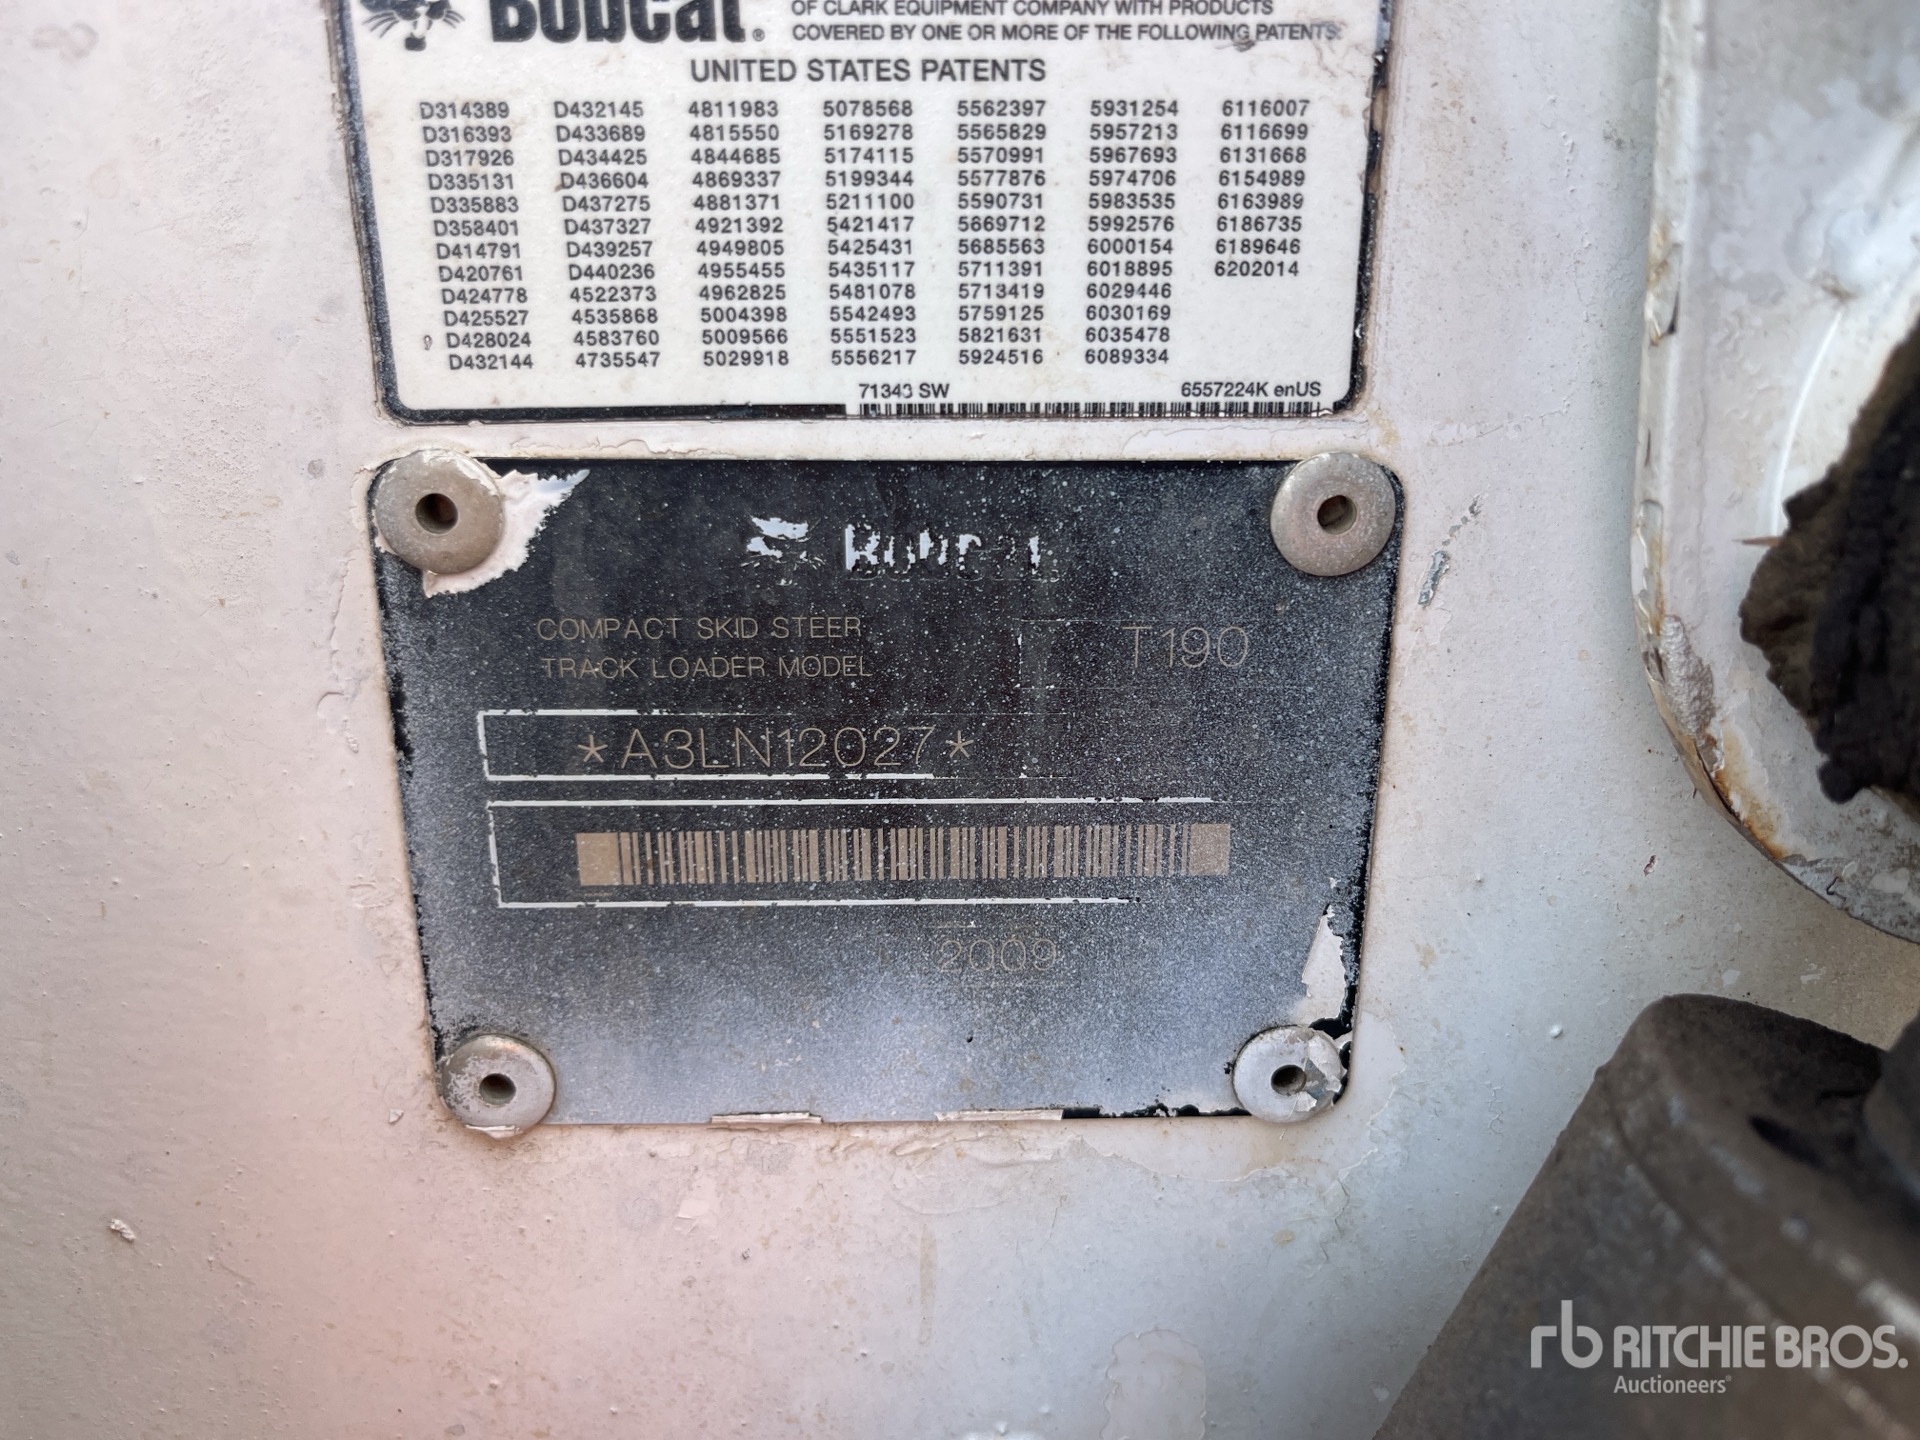 Bobcat®
OF CLARK EQUIPMENT COMPANY WITH PRODUCTS
COVERED BY ONE OR MORE OF THE FOLLOWING PATENTS:
UNITED STATES PATENTS
D314389 D432145 4811983 5078568 5562397 5931254 6116007
D316393 D433689 4815550 5169278 5565829 5957213 6116699
D317926 D434425 4844685 5174115 5570991 5967693 6131668
D335131 D436604 4869337 5199344 5577876 5974706 6154989
D335883 D437275 4881371 5211100 5590731 5983535 6163989
D358401 D437327 4921392 5421417 5669712 5992576 6186735
D414791 D439257 4949805 5425431 5685563 6000154 6189646
D420761 D440236 4955455 5435117 5711391 6018895 6202014
D424778 4522373 4962825 5481078 5713419 6029446
D425527 4535868 5004398 5542493 5759125 6030169
D428024 4583760 5009566 5551523 5821631 6035478
D432144 4735547 5029918 5556217 5924516 6089334
71343 SW 6557224K enUS
Bobcat
COMPACT SKID STEER
TRACK LOADER MODEL T190
*A3LN12027*
2009
rb RITCHIE BROS.
Auctioneers®